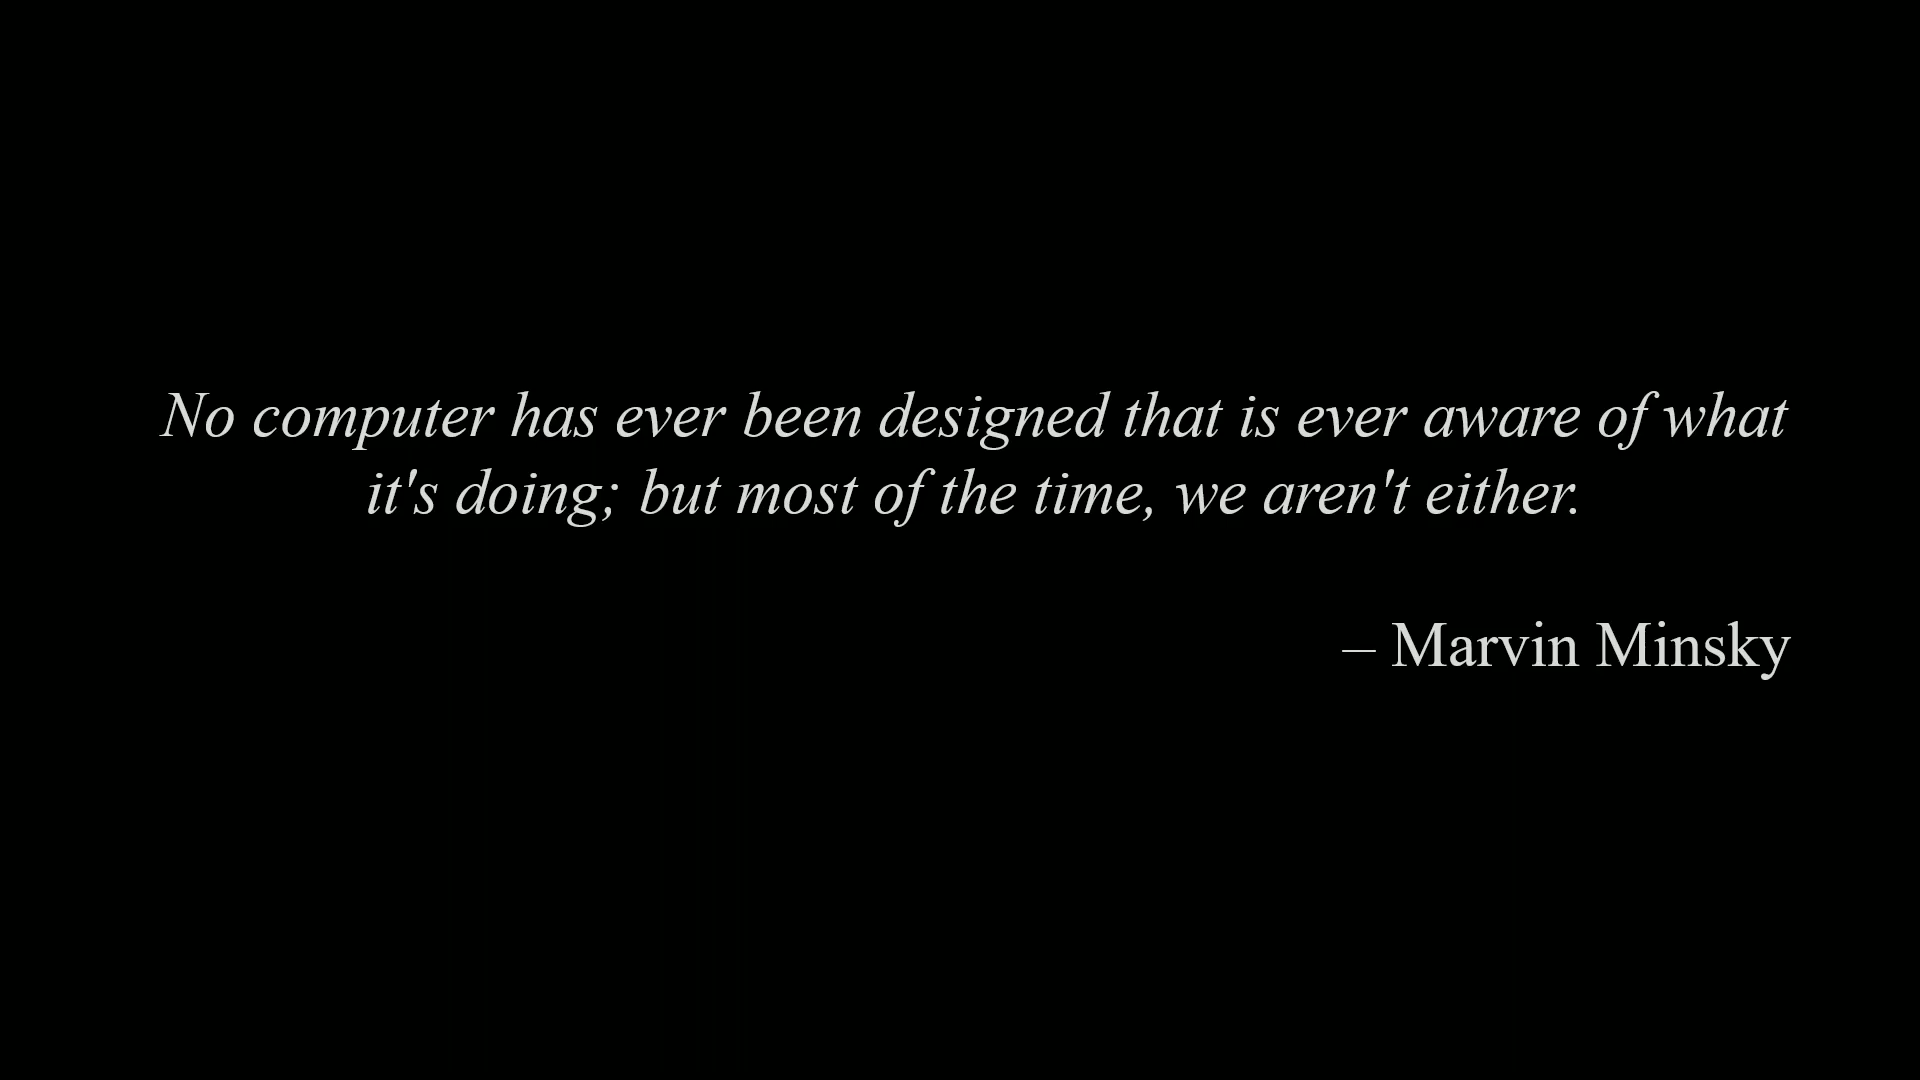 No computer has ever been designed that is ever aware of what
it's doing; but most of the time, we aren't either.
– Marvin Minsky